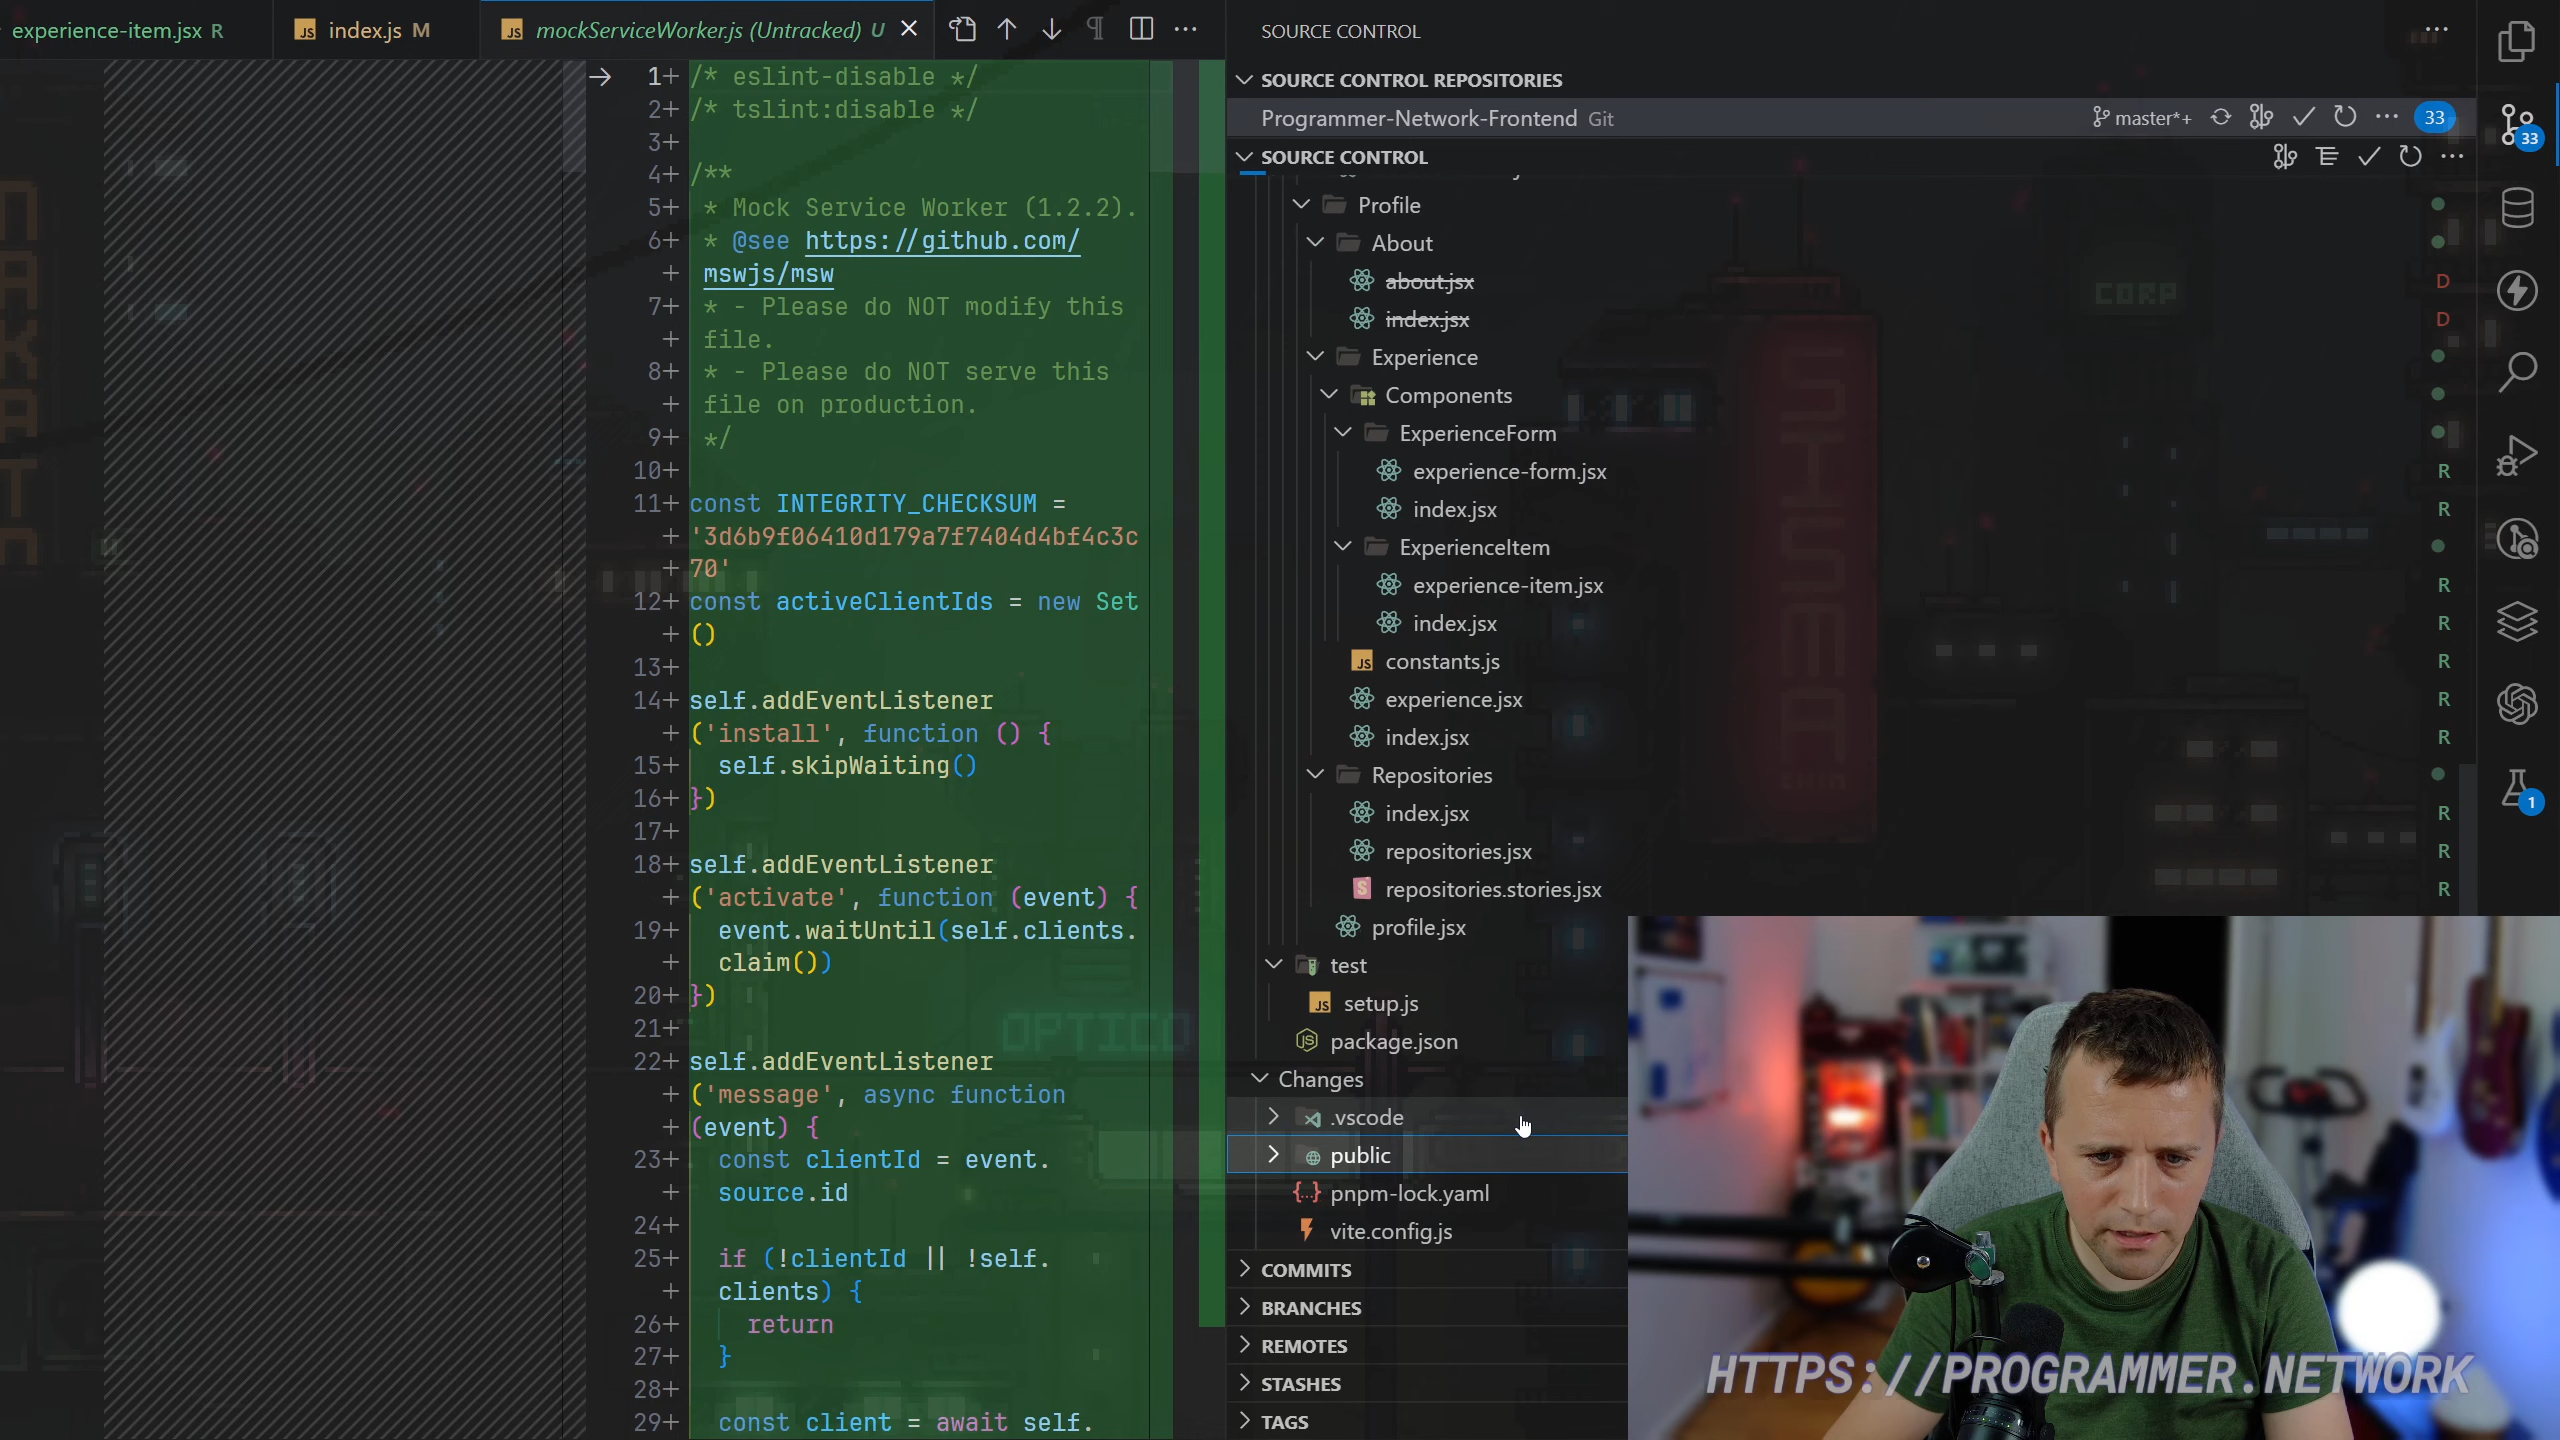 experience-item.jsx R
index.js M
mockServiceWorker.js (Untracked) U
1+ /* eslint-disable */
2+ /* tslint:disable */
3+
4+ /**
5+ * Mock Service Worker (1.2.2).
6+ * @see https://github.com/
+ mswjs/msw
7+ * - Please do NOT modify this
+ file.
8+ * - Please do NOT serve this
+ file on production.
9+ */
10+
11+ const INTEGRITY_CHECKSUM =
+ '3d6b9f06410d179a7f7404d4bf4c3c
+ 70'
12+ const activeClientIds = new Set
+ ()
13+
14+ self.addEventListener
+ ('install', function () {
15+ self.skipWaiting()
16+ })
17+
18+ self.addEventListener
+ ('activate', function (event) {
19+ event.waitUntil(self.clients.
+ claim())
20+ })
21+
22+ self.addEventListener
+ ('message', async function
+ (event) {
23+ const clientId = event.
+ source.id
24+
25+ if (!clientId || !self.
+ clients) {
26+ return
27+ }
28+
29+ const client = await self.
SOURCE CONTROL
SOURCE CONTROL REPOSITORIES
Programmer-Network-Frontend Git master*+ 33
SOURCE CONTROL
Profile
About
about.jsx D
index.jsx D
Experience
Components
ExperienceForm
experience-form.jsx R
index.jsx R
ExperienceItem
experience-item.jsx R
index.jsx R
constants.js R
experience.jsx R
index.jsx R
Repositories
index.jsx R
repositories.jsx R
repositories.stories.jsx R
profile.jsx
test
setup.js
package.json
Changes
.vscode
public
pnpm-lock.yaml
vite.config.js
COMMITS
BRANCHES
REMOTES
STASHES
TAGS
33
1
CORP
STISMA
OPTICO
HTTPS://PROGRAMMER.NETWORK